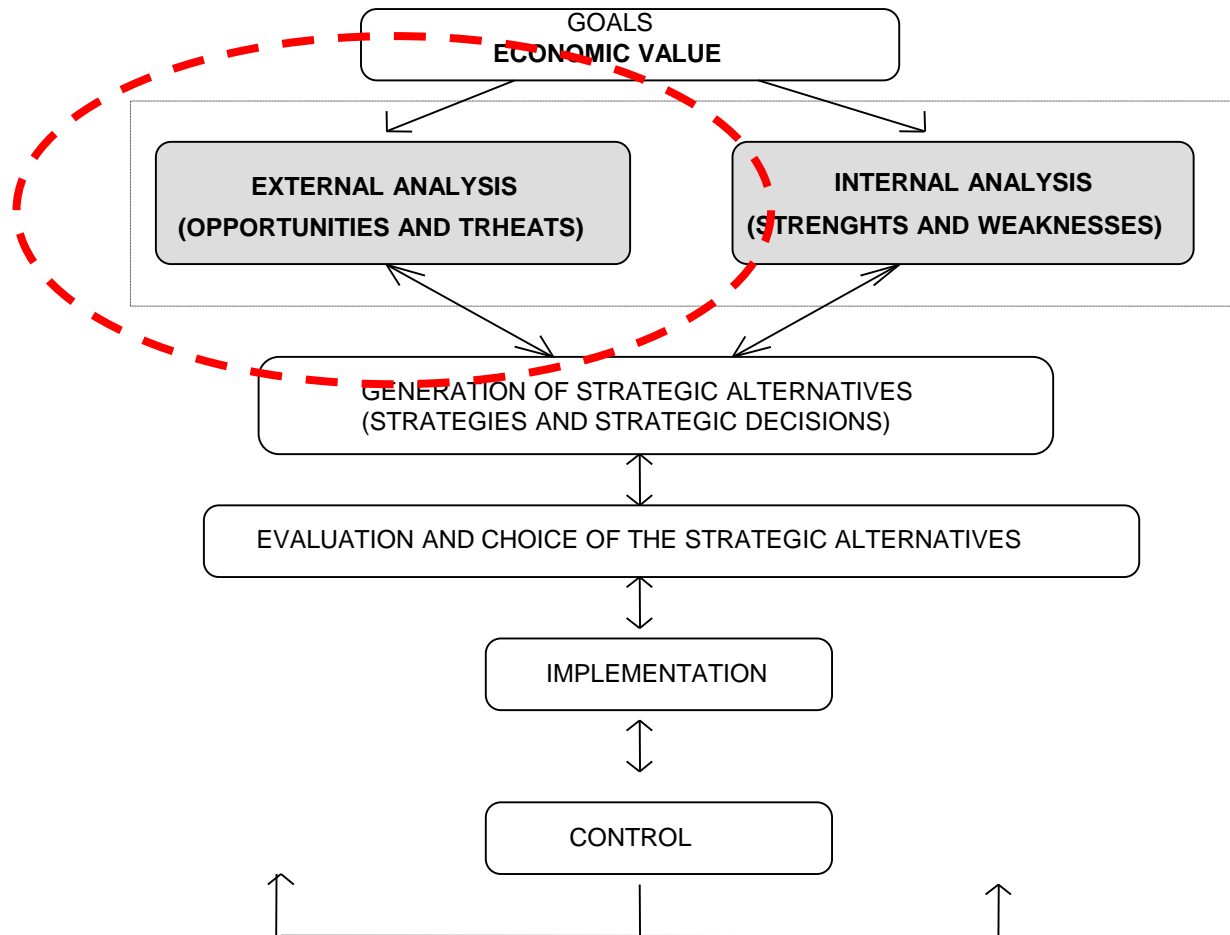 GOALS
ECONOMIC VALUE
EXTERNAL ANALYSIS
(OPPORTUNITIES AND TRHEATS)
INTERNAL ANALYSIS
(STRENGHTS AND WEAKNESSES)
GENERATION OF STRATEGIC ALTERNATIVES
(STRATEGIES AND STRATEGIC DECISIONS)
EVALUATION AND CHOICE OF THE STRATEGIC ALTERNATIVES
IMPLEMENTATION
CONTROL